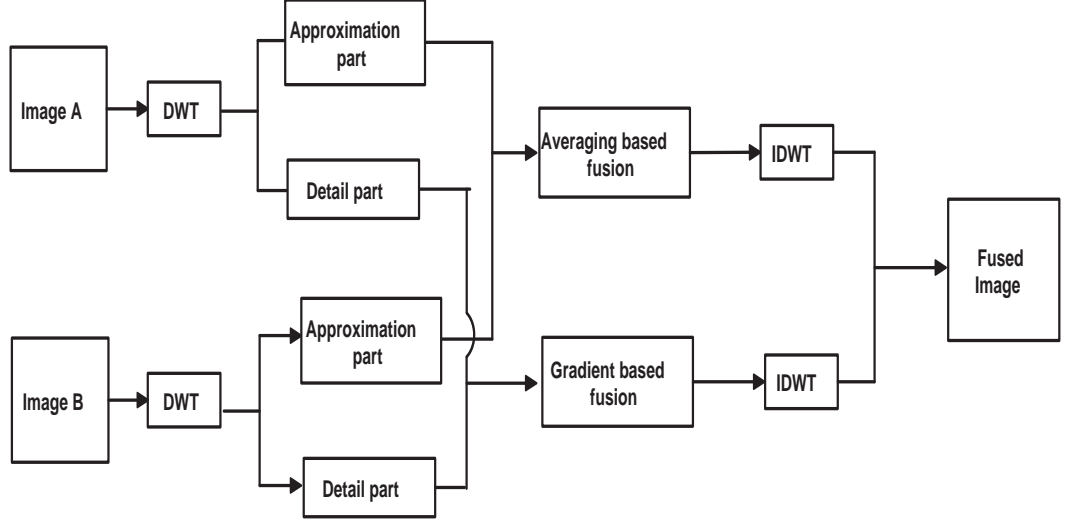 Approximation
part
Image A
DWT
Detail part
Averaging based
fusion
IDWT
Fused
Image
Approximation
part
Image B
DWT
Detail part
Gradient based
fusion
IDWT